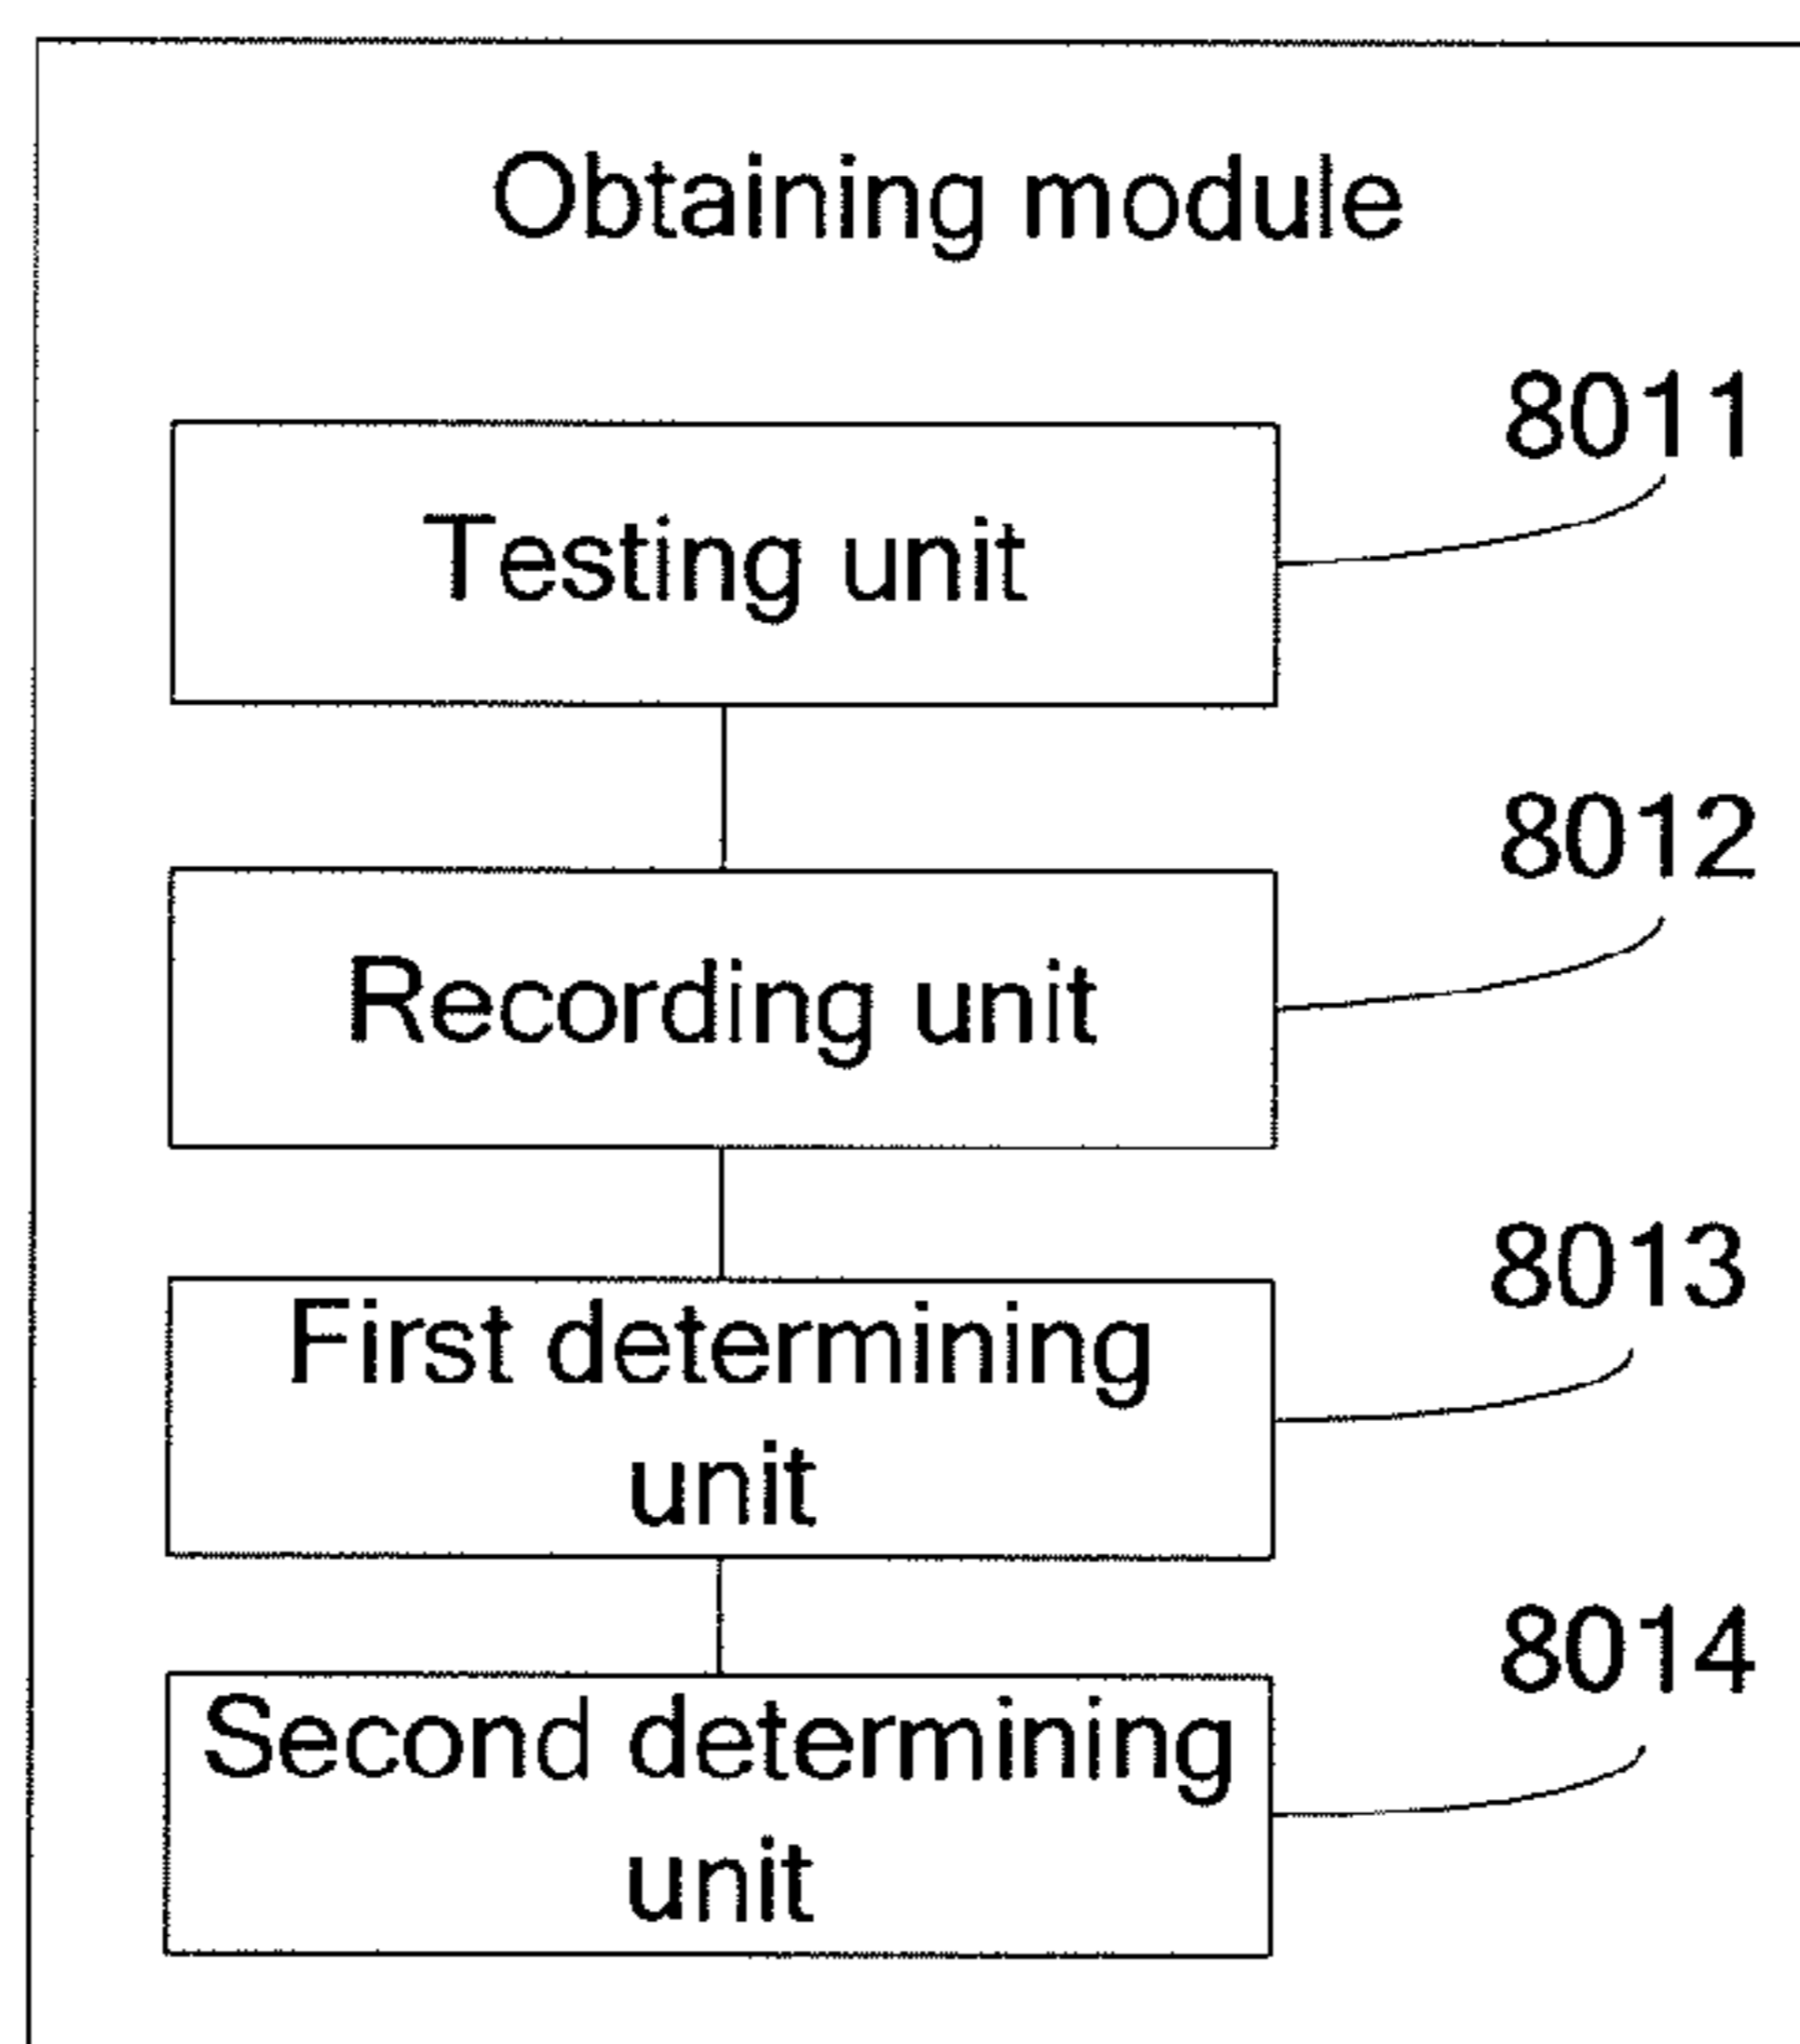 Obtaining module
8011
Testing unit
8012
Recording unit
8013
First determining
unit
8014
Second determining
unit